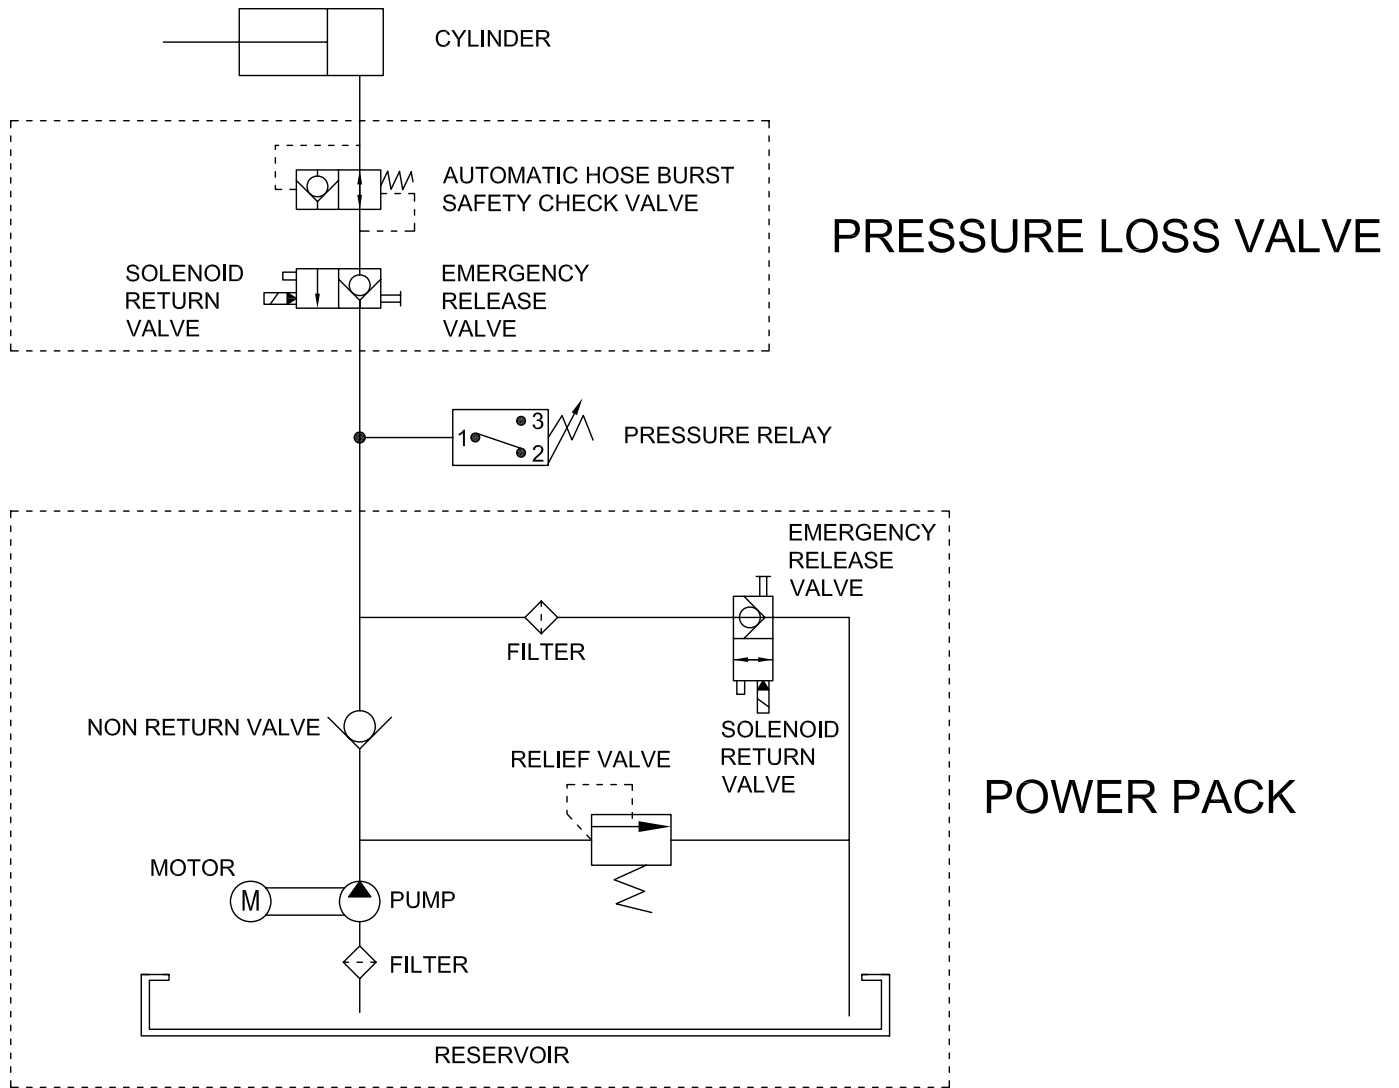 CYLINDER
AUTOMATIC HOSE BURST
SAFETY CHECK VALVE
PRESSURE LOSS VALVE
SOLENOID
RETURN
VALVE
EMERGENCY
RELEASE
VALVE
3
1
2
PRESSURE RELAY
EMERGENCY
RELEASE
VALVE
FILTER
NON RETURN VALVE
SOLENOID
RETURN
VALVE
RELIEF VALVE
POWER PACK
MOTOR
M
PUMP
FILTER
RESERVOIR